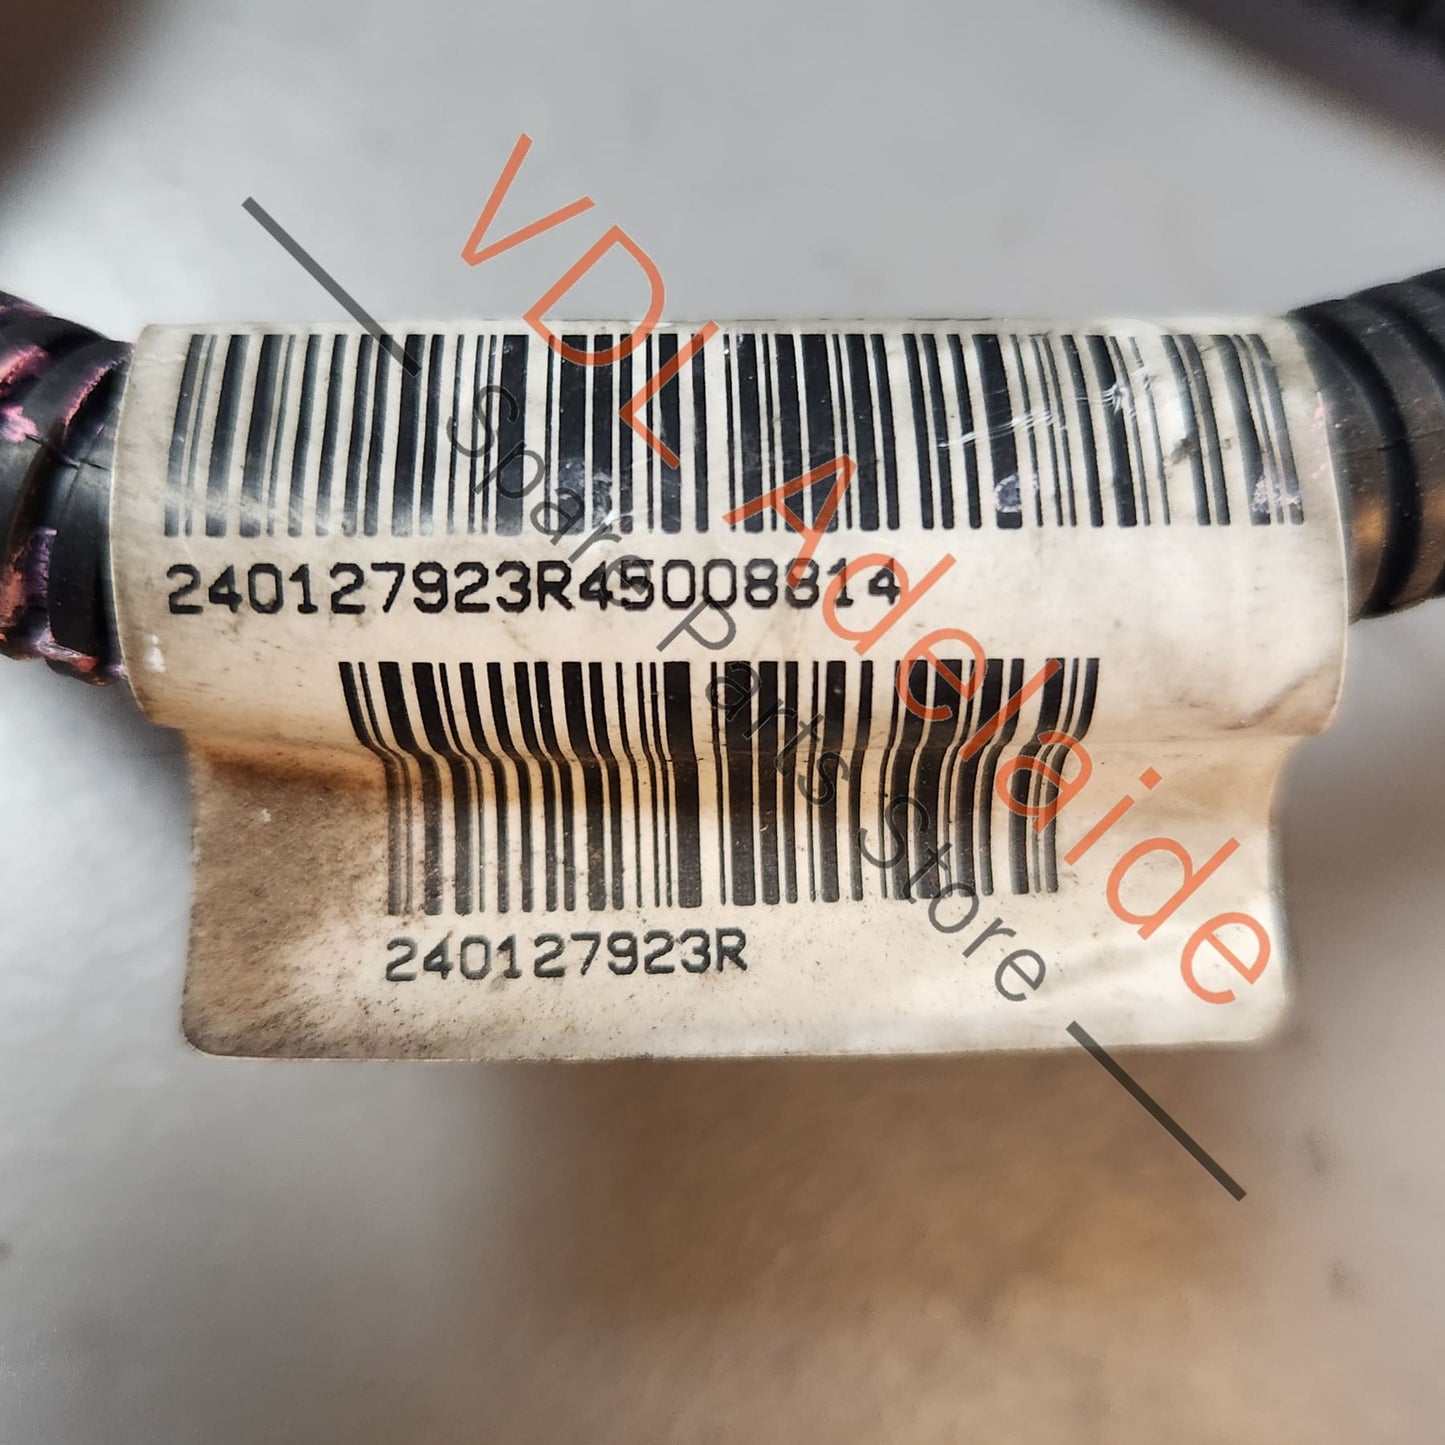 VDL Adelaide
Spare Parts Store
240127923R45008814
240127923R